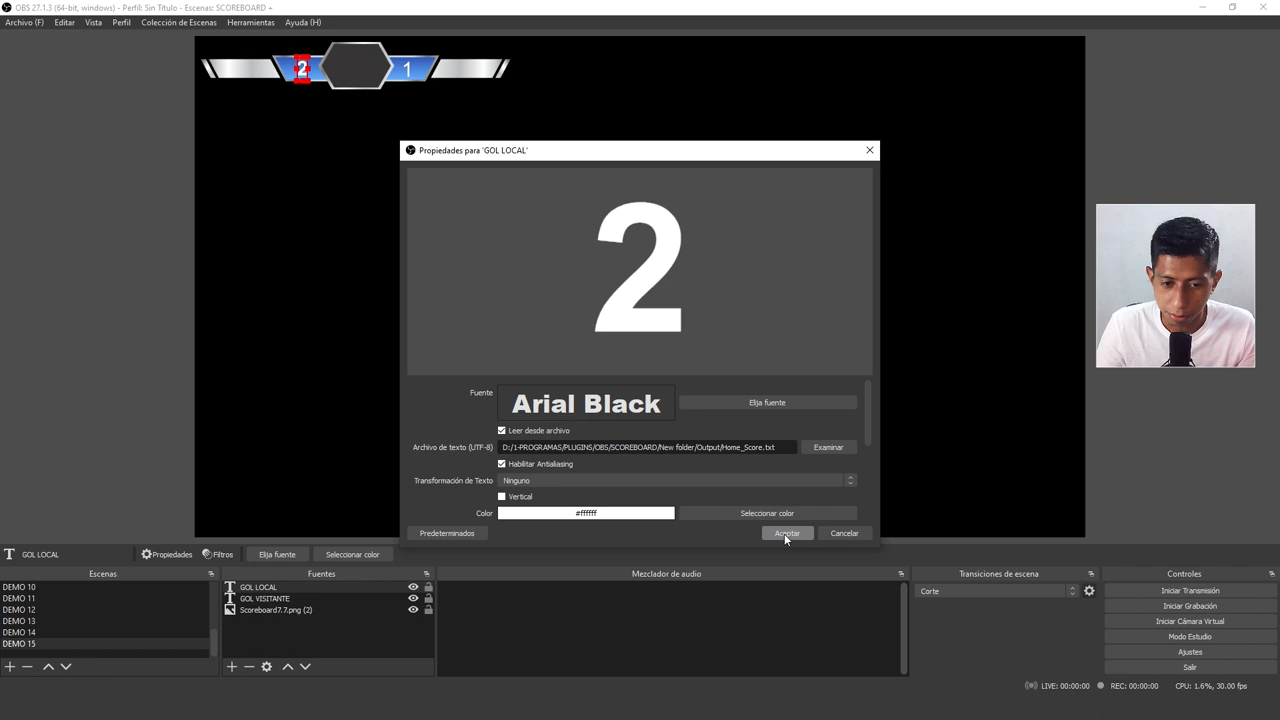 OBS 27.1.3 (64-bit, windows) - Perfil: Sin Título - Escenas: SCOREBOARD +
Archivo (F) Editar Vista Perfil Colección de Escenas Herramientas Ayuda (H)
2 1
Propiedades para 'GOL LOCAL'
2
Fuente Arial Black Elija fuente
Leer desde archivo
Archivo de texto (UTF-8) D:/1-PROGRAMAS/PLUGINS/OBS/SCOREBOARD/New folder/Output/Home_Score.txt Examinar
Habilitar Antialiasing
Transformación de Texto Ninguno
Vertical
Color #ffffff Seleccionar color
Predeterminados Aceptar Cancelar
GOL LOCAL Propiedades Filtros Elija fuente Seleccionar color
Escenas Fuentes Mezclador de audio Transiciones de escena Controles
DEMO 10
DEMO 11
DEMO 12
DEMO 13
DEMO 14
DEMO 15
GOL LOCAL
GOL VISITANTE
Scoreboard7.7.png (2)
Corte
Iniciar Transmisión
Iniciar Grabación
Iniciar Cámara Virtual
Modo Estudio
Ajustes
Salir
LIVE: 00:00:00 REC: 00:00:00 CPU: 1.6%, 30.00 fps